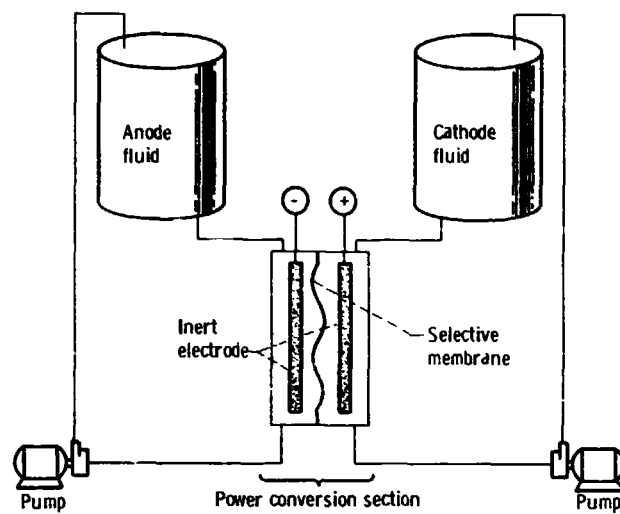 Anode
fluid
Cathode
fluid
-
+
Inert
electrode
Selective
membrane
Pump
Power conversion section
Pump